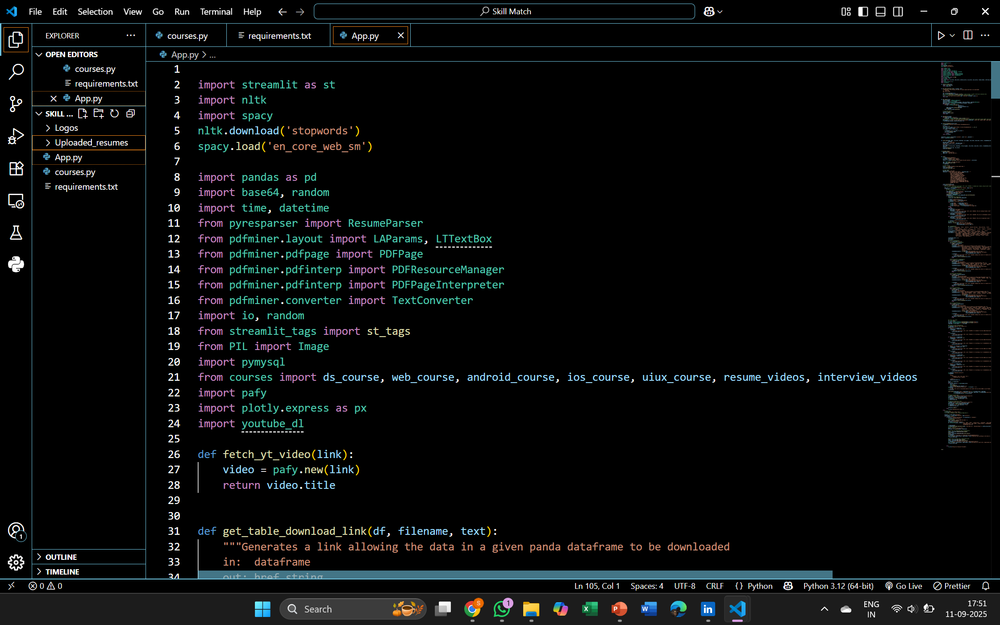 File Edit Selection View Go Run Terminal Help
Skill Match
EXPLORER
courses.py
requirements.txt
App.py
OPEN EDITORS
courses.py
requirements.txt
App.py
SKILL ...
Logos
Uploaded_resumes
App.py
courses.py
requirements.txt
OUTLINE
TIMELINE
App.py > ...
1
2 import streamlit as st
3 import nltk
4 import spacy
5 nltk.download('stopwords')
6 spacy.load('en_core_web_sm')
7
8 import pandas as pd
9 import base64, random
10 import time, datetime
11 from pyresparser import ResumeParser
12 from pdfminer.layout import LAParams, LTTextBox
13 from pdfminer.pdfpage import PDFPage
14 from pdfminer.pdfinterp import PDFResourceManager
15 from pdfminer.pdfinterp import PDFPageInterpreter
16 from pdfminer.converter import TextConverter
17 import io, random
18 from streamlit_tags import st_tags
19 from PIL import Image
20 import pymysql
21 from courses import ds_course, web_course, android_course, ios_course, uiux_course, resume_videos, interview_videos
22 import pafy
23 import plotly.express as px
24 import youtube_dl
25
26 def fetch_yt_video(link):
27     video = pafy.new(link)
28     return video.title
29
30
31 def get_table_download_link(df, filename, text):
32     """Generates a link allowing the data in a given panda dataframe to be downloaded
33     in:  dataframe
34     out: href string
1
0 0
Ln 105, Col 1 Spaces: 4 UTF-8 CRLF {} Python Python 3.12 (64-bit) Go Live Prettier
Search
S
1
ENG
IN
17:51
11-09-2025